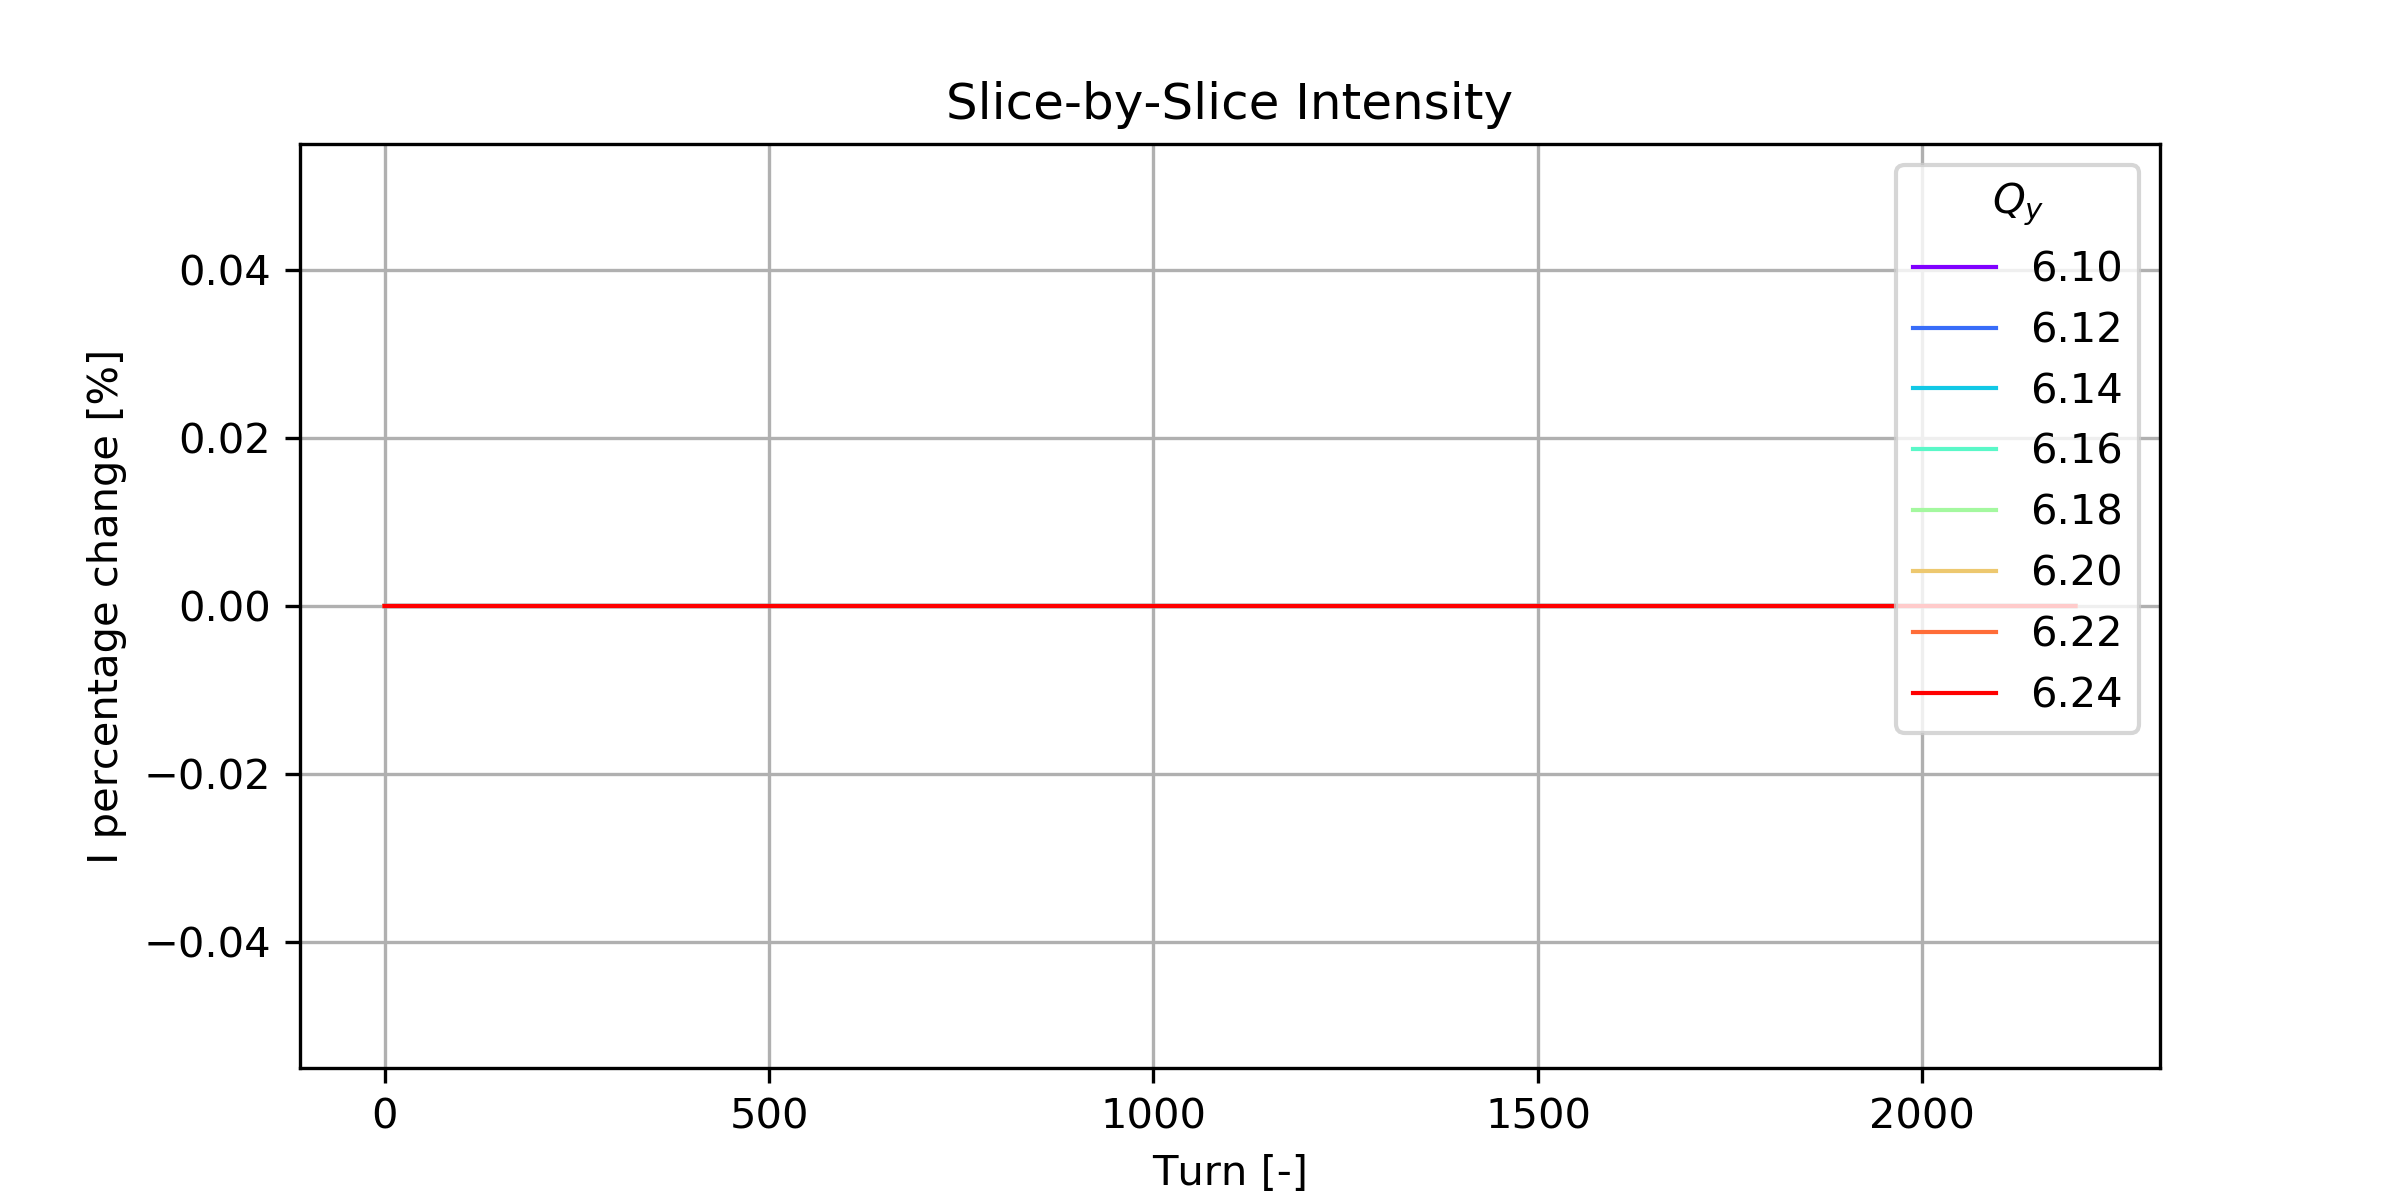 Slice-by-Slice Intensity
I percentage change [%]
0.04
0.02
0.00
−0.02
−0.04
Qy
6.10
6.12
6.14
6.16
6.18
6.20
6.22
6.24
0 500 1000 1500 2000
Turn [-]